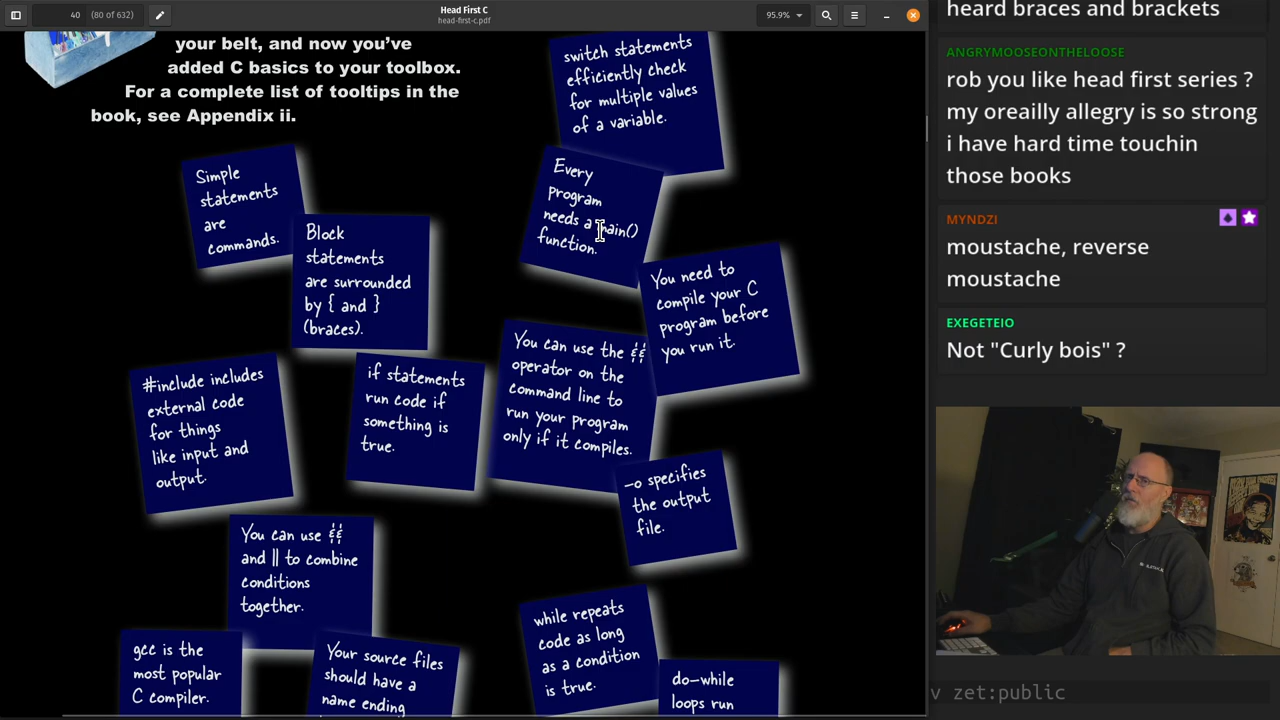 40
(80 of 632)
Head First C
head-first-c.pdf
95.9%
your belt, and now you've
added C basics to your toolbox.
For a complete list of tooltips in the
book, see Appendix ii.
switch statements
efficiently check
for multiple values
of a variable.
Simple
statements
are
commands.
Every
program
needs a main()
function.
Block
statements
are surrounded
by { and }
(braces).
You need to
compile your C
program before
you run it.
#include includes
external code
for things
like input and
output.
if statements
run code if
something is
true.
You can use the &&
operator on the
command line to
run your program
only if it compiles.
-o specifies
the output
file.
You can use &&
and || to combine
conditions
together.
while repeats
code as long
as a condition
is true.
gcc is the
most popular
C compiler.
Your source files
should have a
name ending
do-while
loops run
heard braces and brackets
ANGRYMOOSEONTHELOOSE
rob you like head first series ?
my oreailly allegry is so strong
i have hard time touchin
those books
MYNDZI
moustache, reverse
moustache
EXEGETEIO
Not "Curly bois" ?
v zet:public